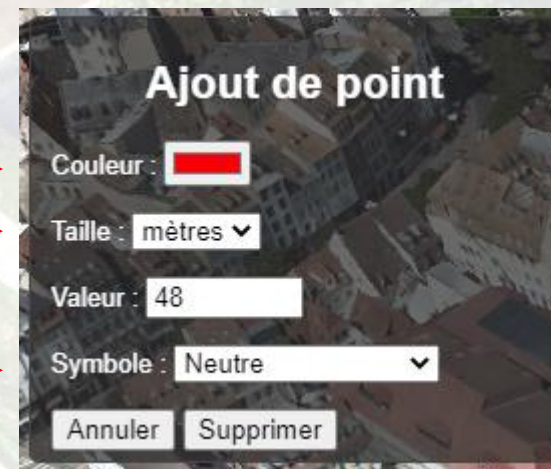 Ajout de point
Couleur :
Taille : mètres
Valeur : 48
Symbole : Neutre
Annuler Supprimer